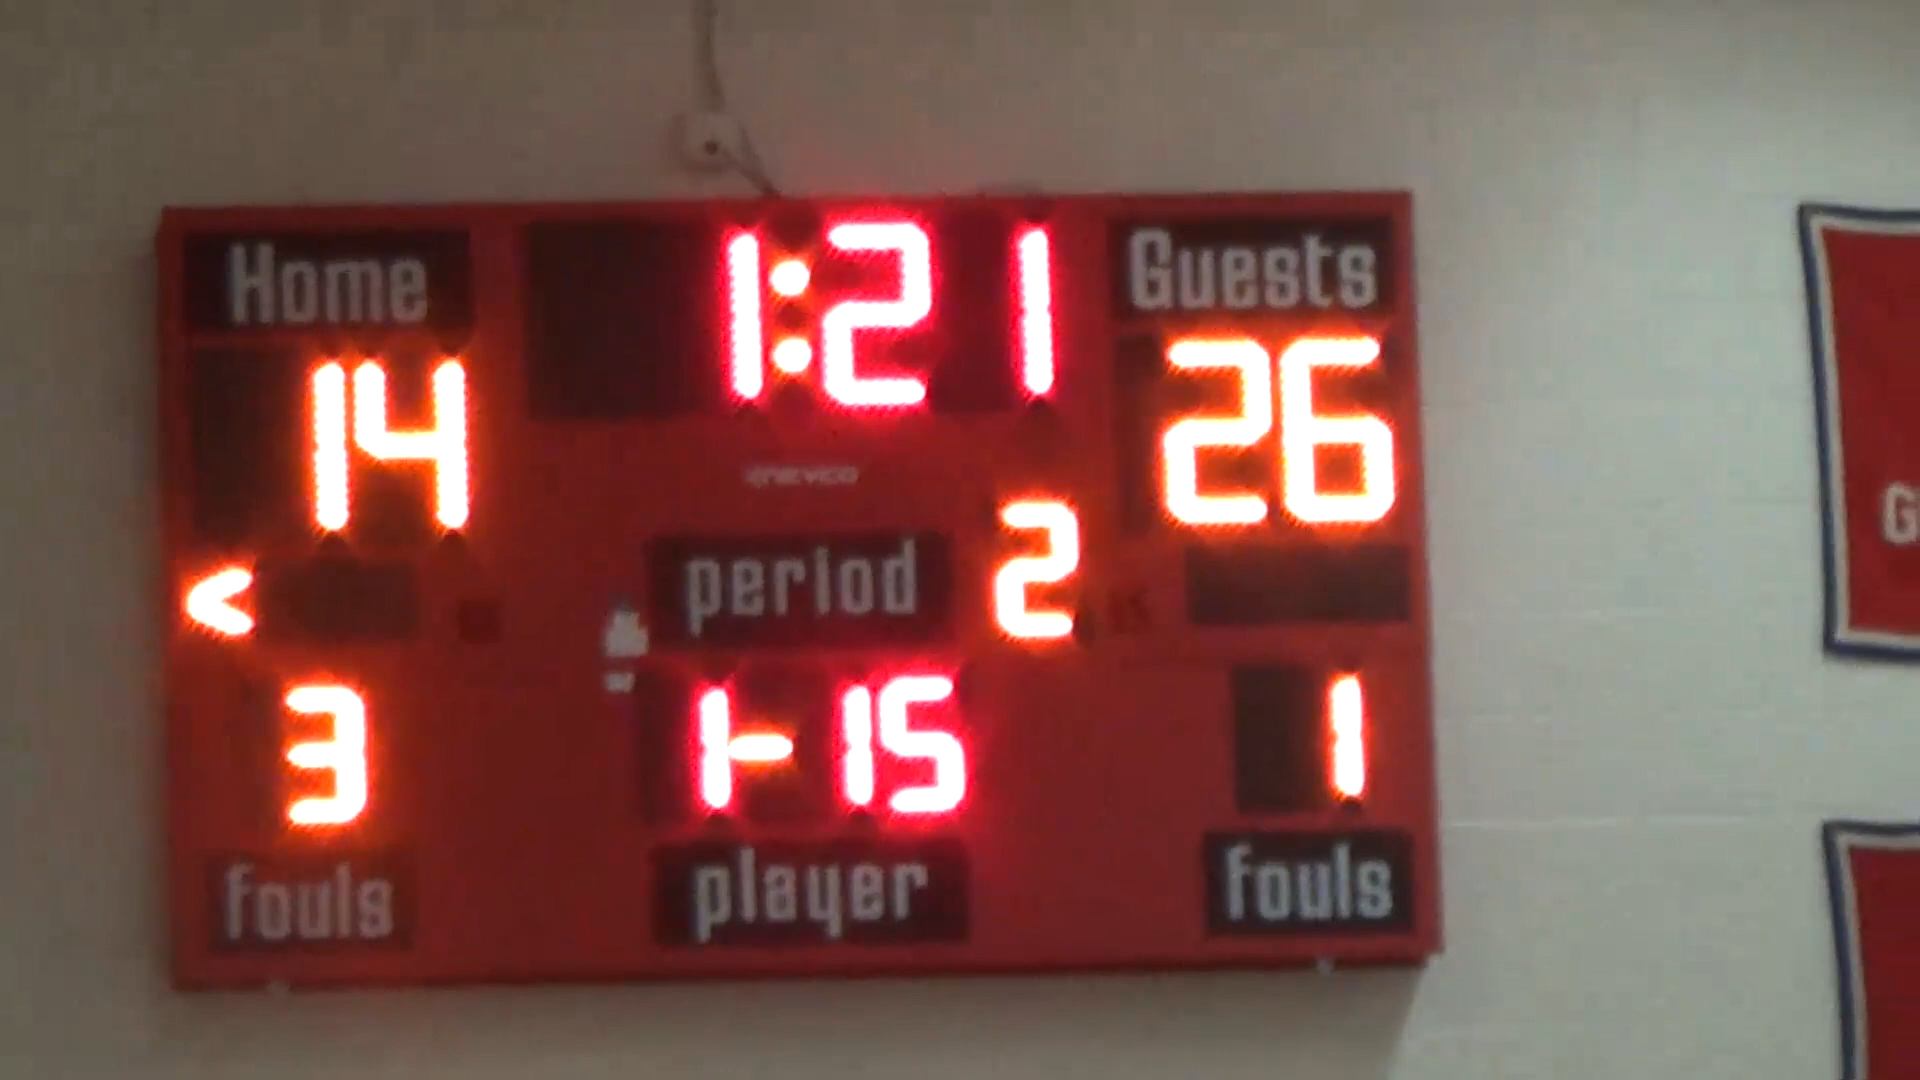 Home 1:21 Guests
14 26
< period 2
3 1-15 1
fouls player fouls
G